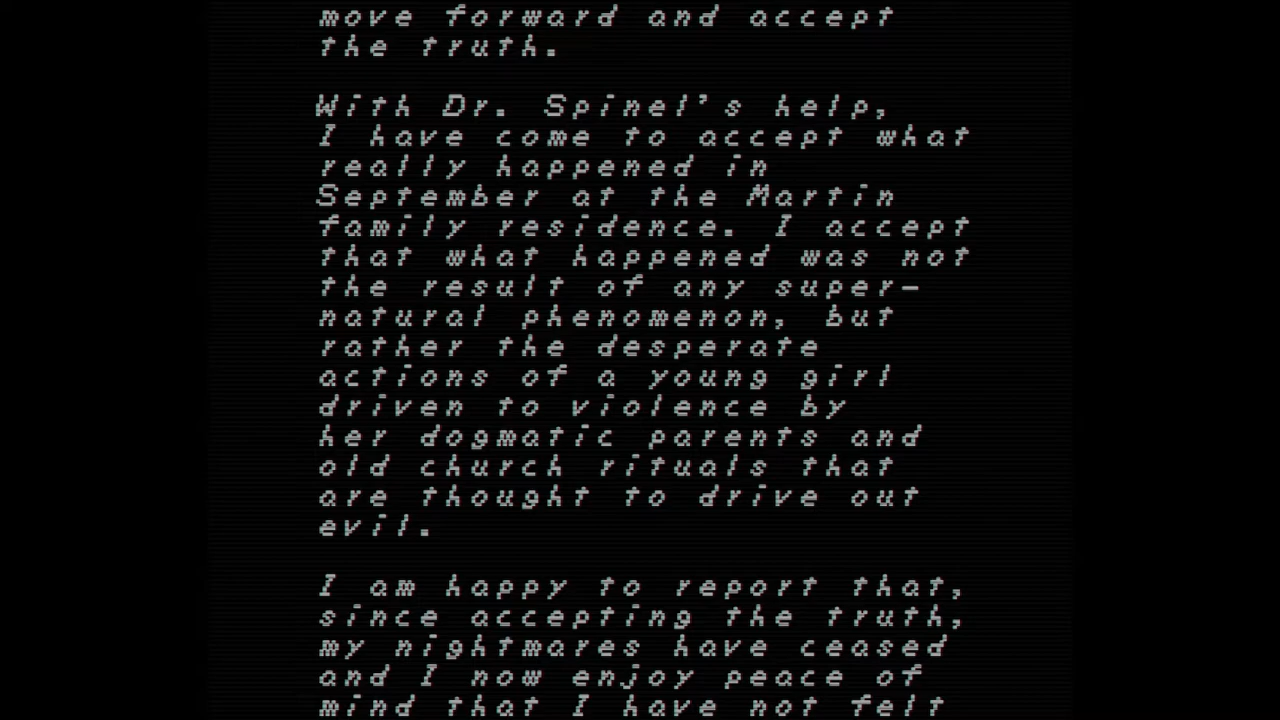 move forward and accept
the truth.
With Dr. Spinel's help,
I have come to accept what
really happened in
September at the Martin
family residence. I accept
that what happened was not
the result of any super-
natural phenomenon, but
rather the desperate
actions of a young girl
driven to violence by
her dogmatic parents and
old church rituals that
are thought to drive out
evil.
I am happy to report that,
since accepting the truth,
my nightmares have ceased
and I now enjoy peace of
mind that I have not felt